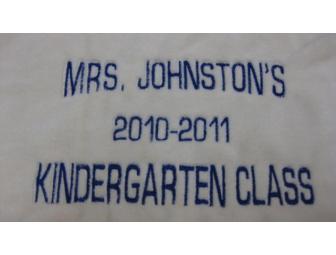 MRS. JOHNSTON'S
2010-2011
KINDERGARTEN CLASS